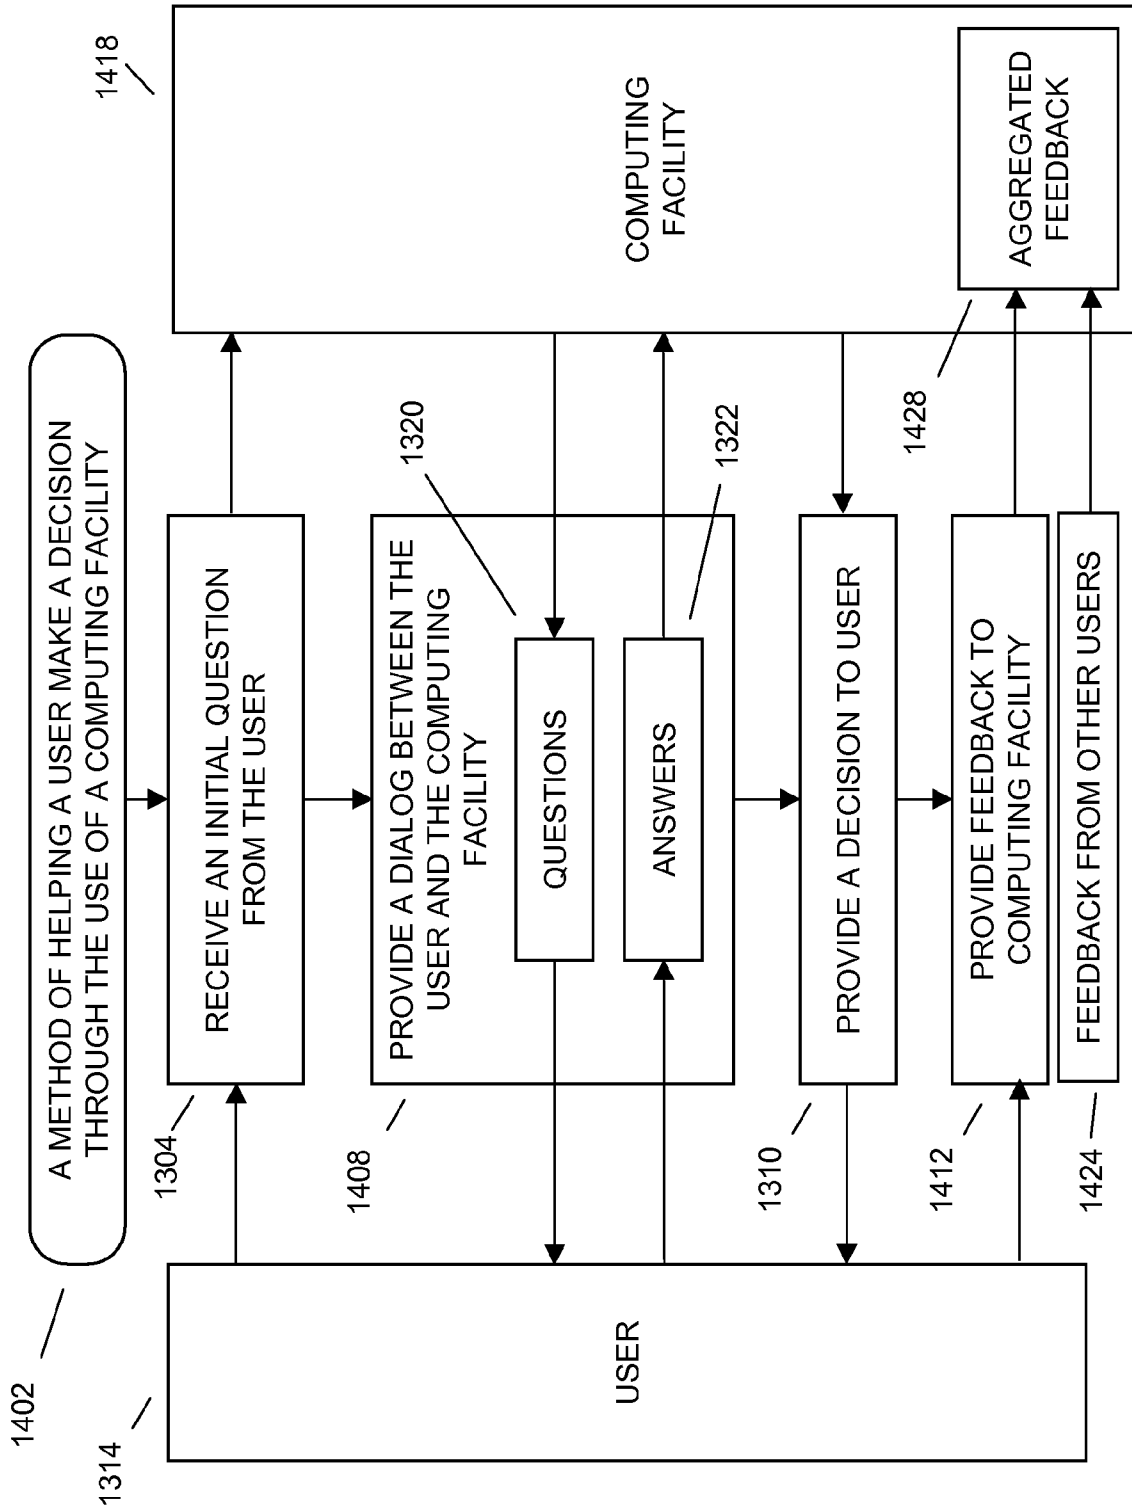 1402
A METHOD OF HELPING A USER MAKE A DECISION
THROUGH THE USE OF A COMPUTING FACILITY
1314
USER
1304
RECEIVE AN INITIAL QUESTION
FROM THE USER
1418
COMPUTING
FACILITY
1408
PROVIDE A DIALOG BETWEEN THE
USER AND THE COMPUTING
FACILITY
1320
QUESTIONS
1322
ANSWERS
1310
PROVIDE A DECISION TO USER
1412
PROVIDE FEEDBACK TO
COMPUTING FACILITY
1428
AGGREGATED
FEEDBACK
1424
FEEDBACK FROM OTHER USERS